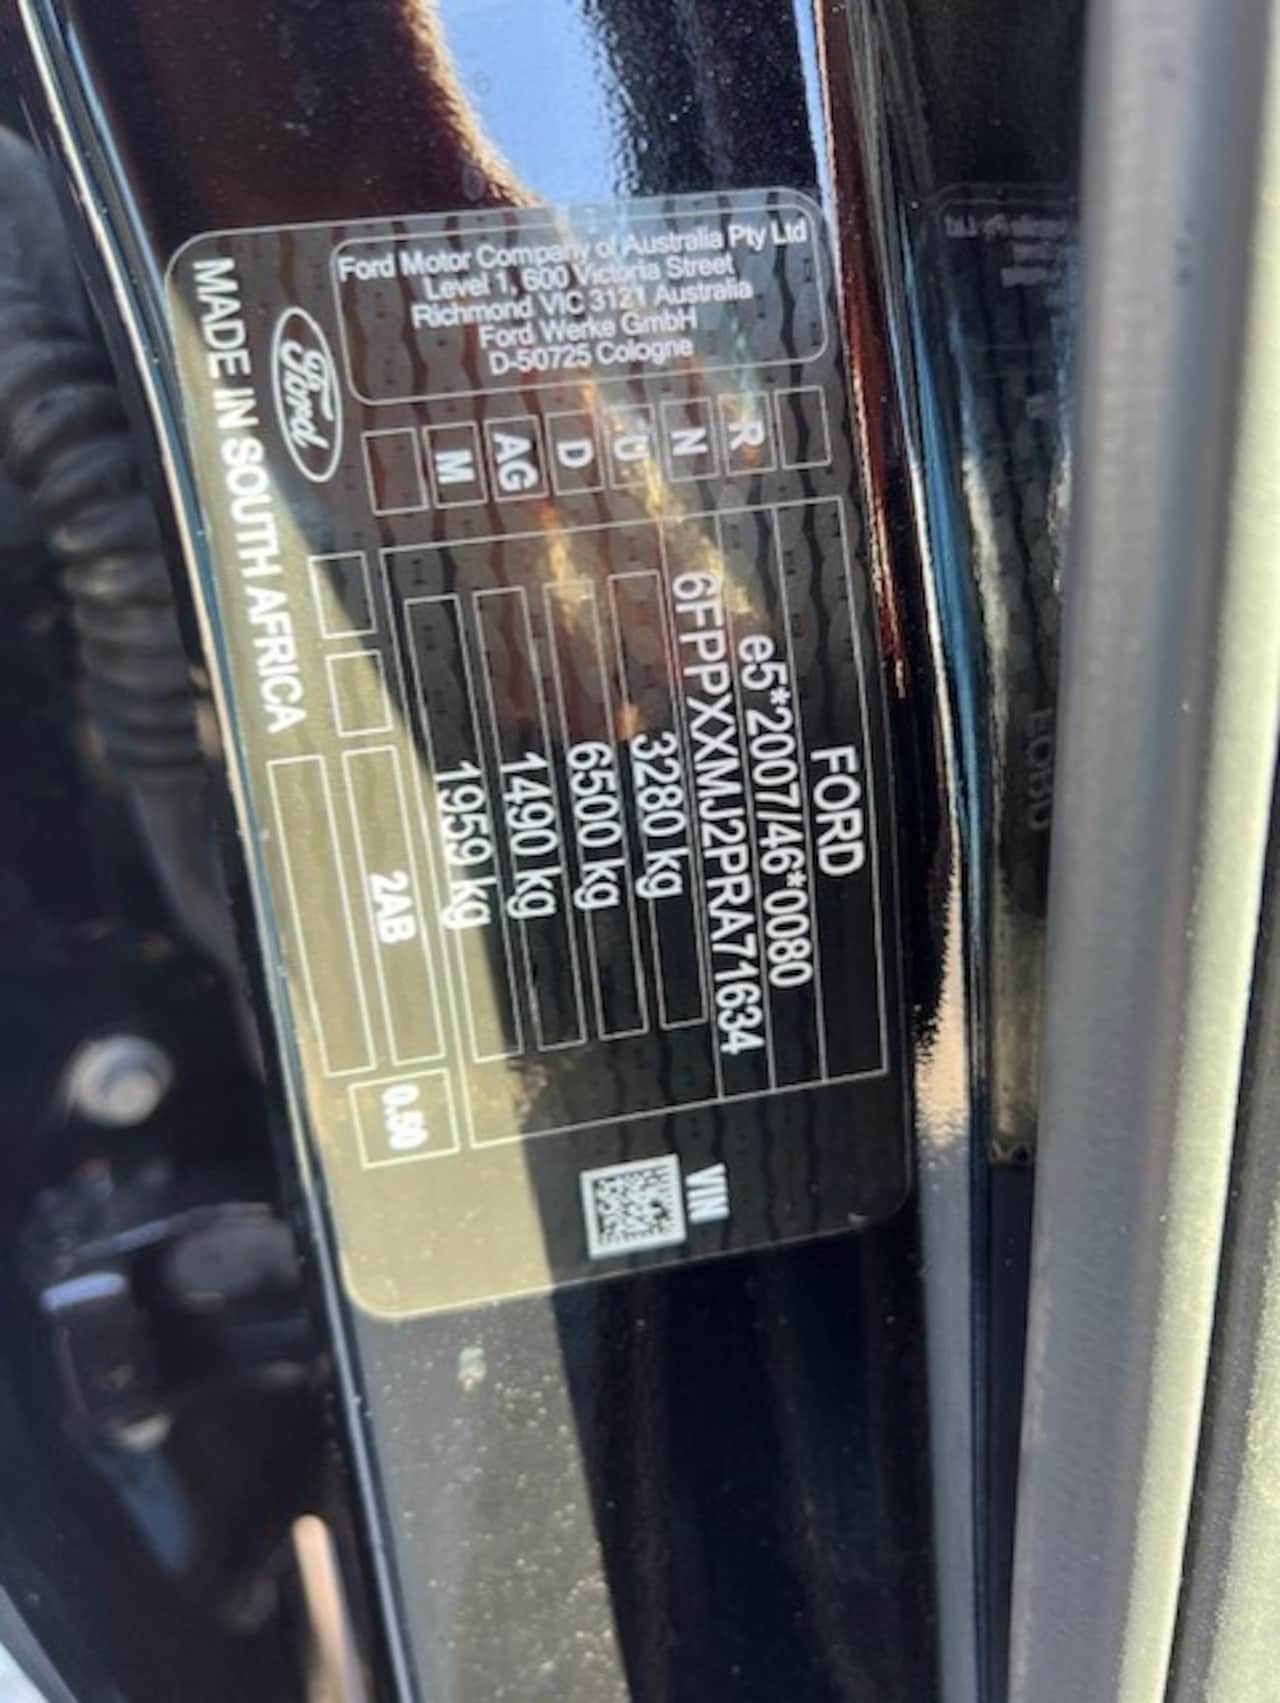 Ford Motor Company of Australia Pty Ltd
Level 1, 600 Victoria Street
Richmond VIC 3121 Australia
Ford Werke GmbH
D-50725 Cologne
Ford
MADE IN SOUTH AFRICA
FORD
R e5*2007/46*0080
N 6FPPXXMJ2PRA71634
U 3280 kg
D 6500 kg
AG 1490 kg
M 1959 kg
2AB 0.50
VIN